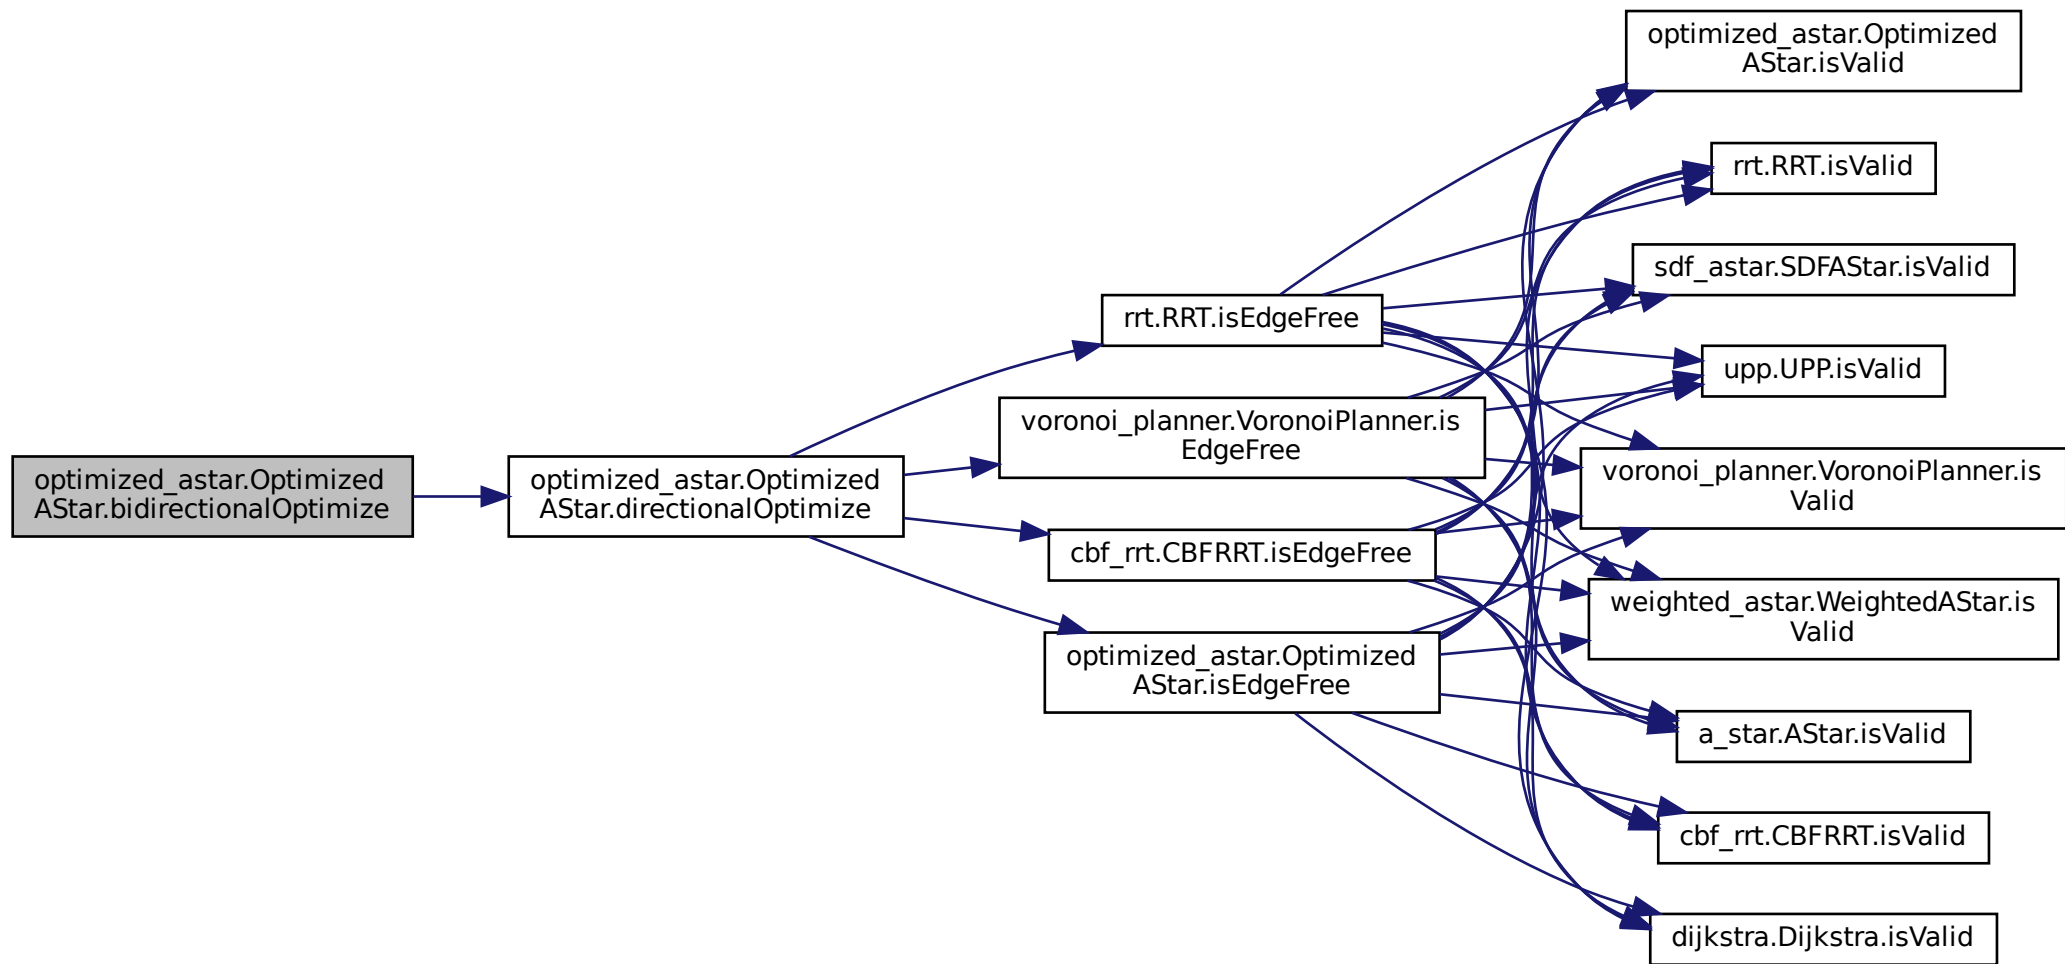 optimized_astar.Optimized
AStar.bidirectionalOptimize
optimized_astar.Optimized
AStar.directionalOptimize
rrt.RRT.isEdgeFree
voronoi_planner.VoronoiPlanner.is
EdgeFree
cbf_rrt.CBFRRT.isEdgeFree
optimized_astar.Optimized
AStar.isEdgeFree
optimized_astar.Optimized
AStar.isValid
rrt.RRT.isValid
sdf_astar.SDFAStar.isValid
upp.UPP.isValid
voronoi_planner.VoronoiPlanner.is
Valid
weighted_astar.WeightedAStar.is
Valid
a_star.AStar.isValid
cbf_rrt.CBFRRT.isValid
dijkstra.Dijkstra.isValid